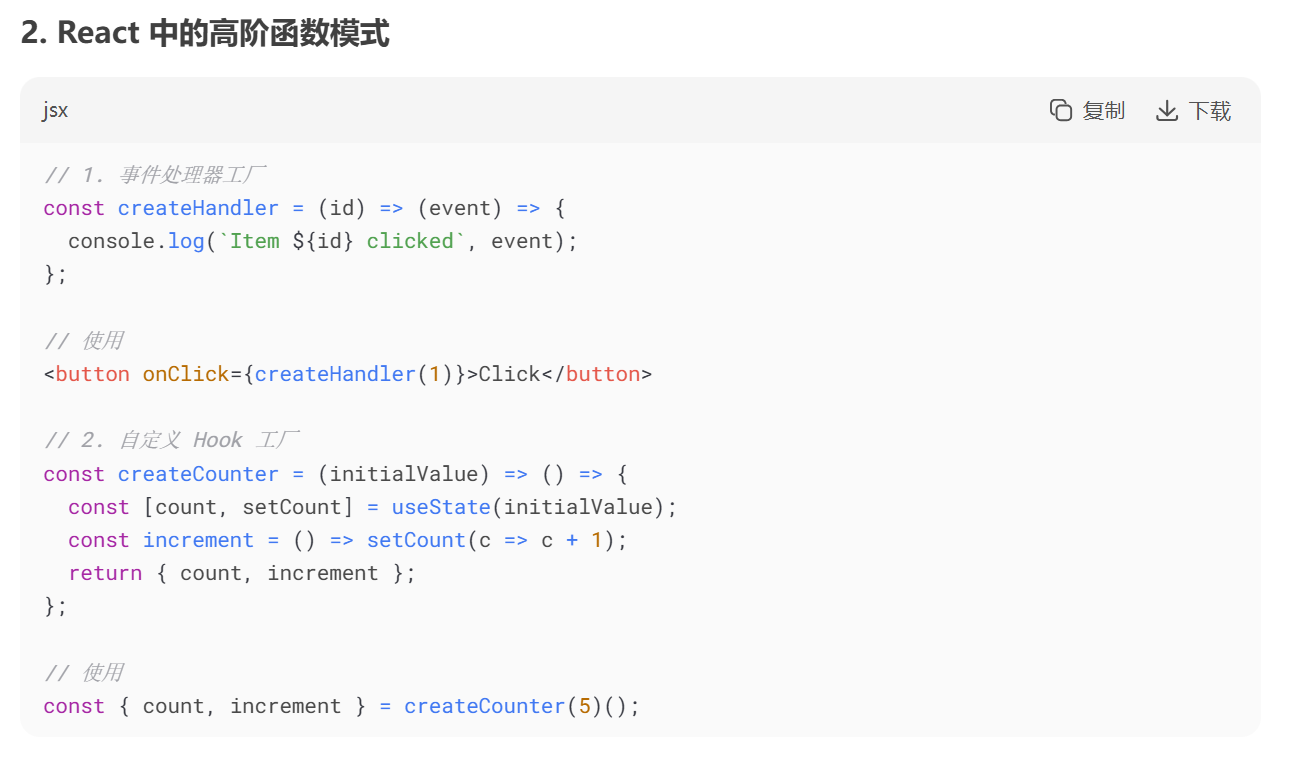 2. React 中的高阶函数模式
jsx 复制 下载
// 1. 事件处理器工厂
const createHandler = (id) => (event) => {
  console.log(`Item ${id} clicked`, event);
};
// 使用
<button onClick={createHandler(1)}>Click</button>
// 2. 自定义 Hook 工厂
const createCounter = (initialValue) => () => {
  const [count, setCount] = useState(initialValue);
  const increment = () => setCount(c => c + 1);
  return { count, increment };
};
// 使用
const { count, increment } = createCounter(5)();